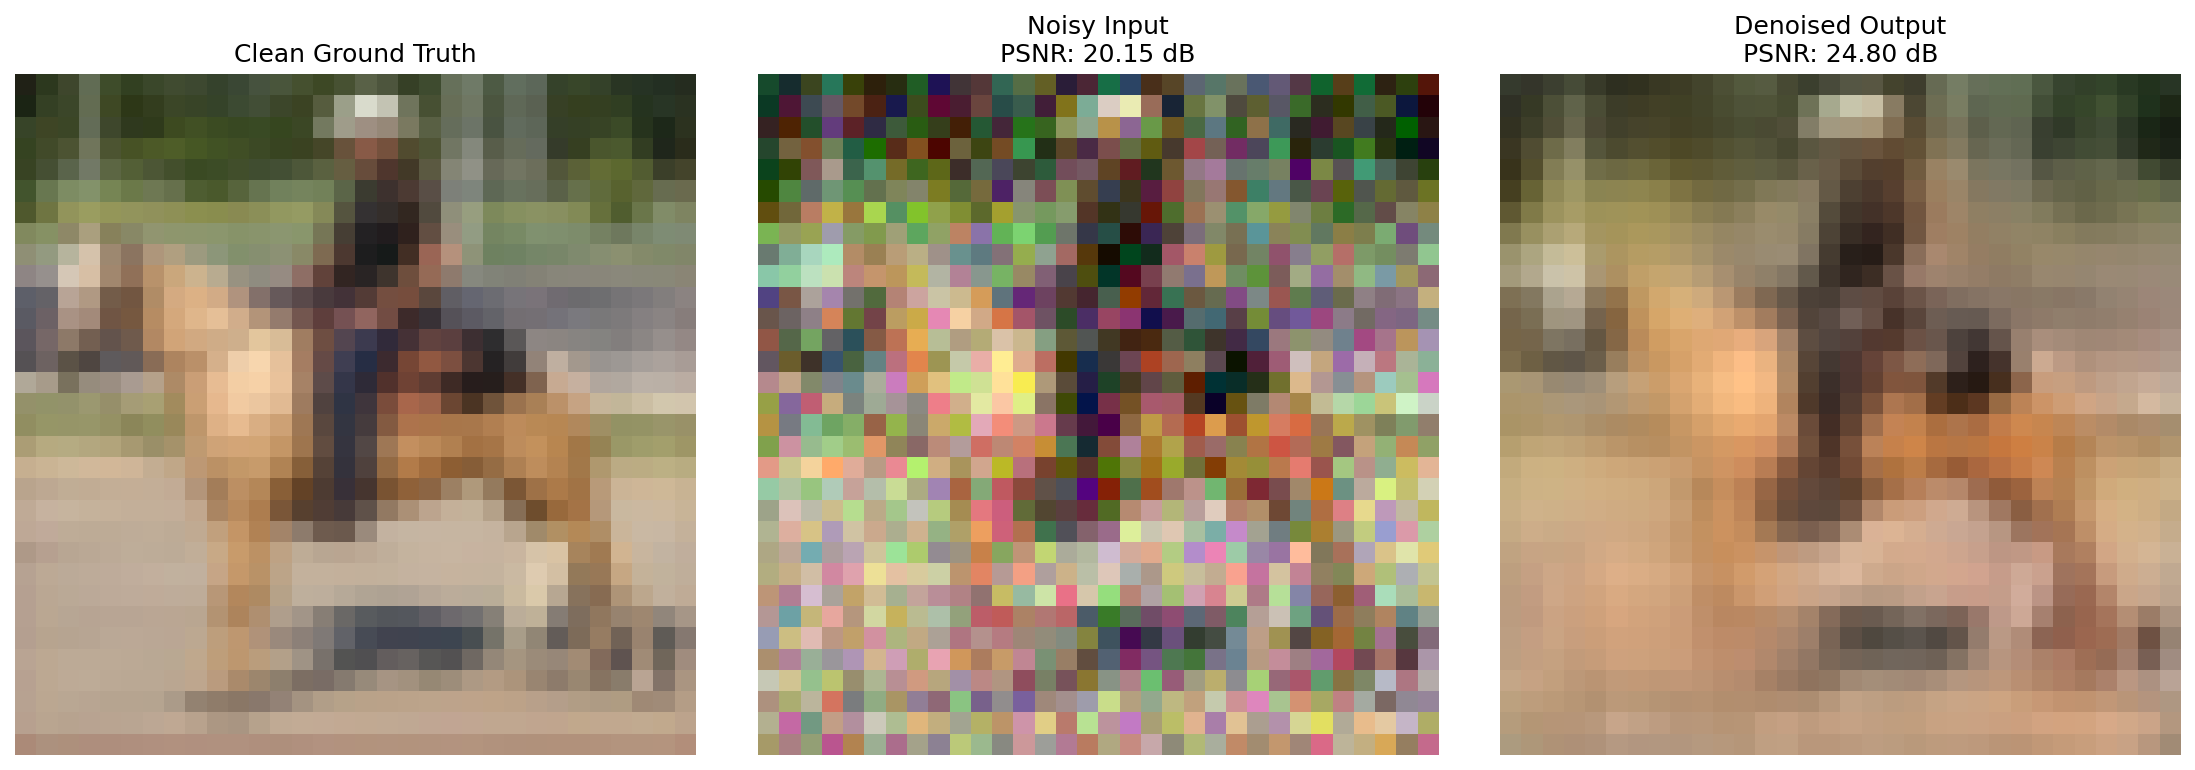 Clean Ground Truth
Noisy Input
PSNR: 20.15 dB
Denoised Output
PSNR: 24.80 dB